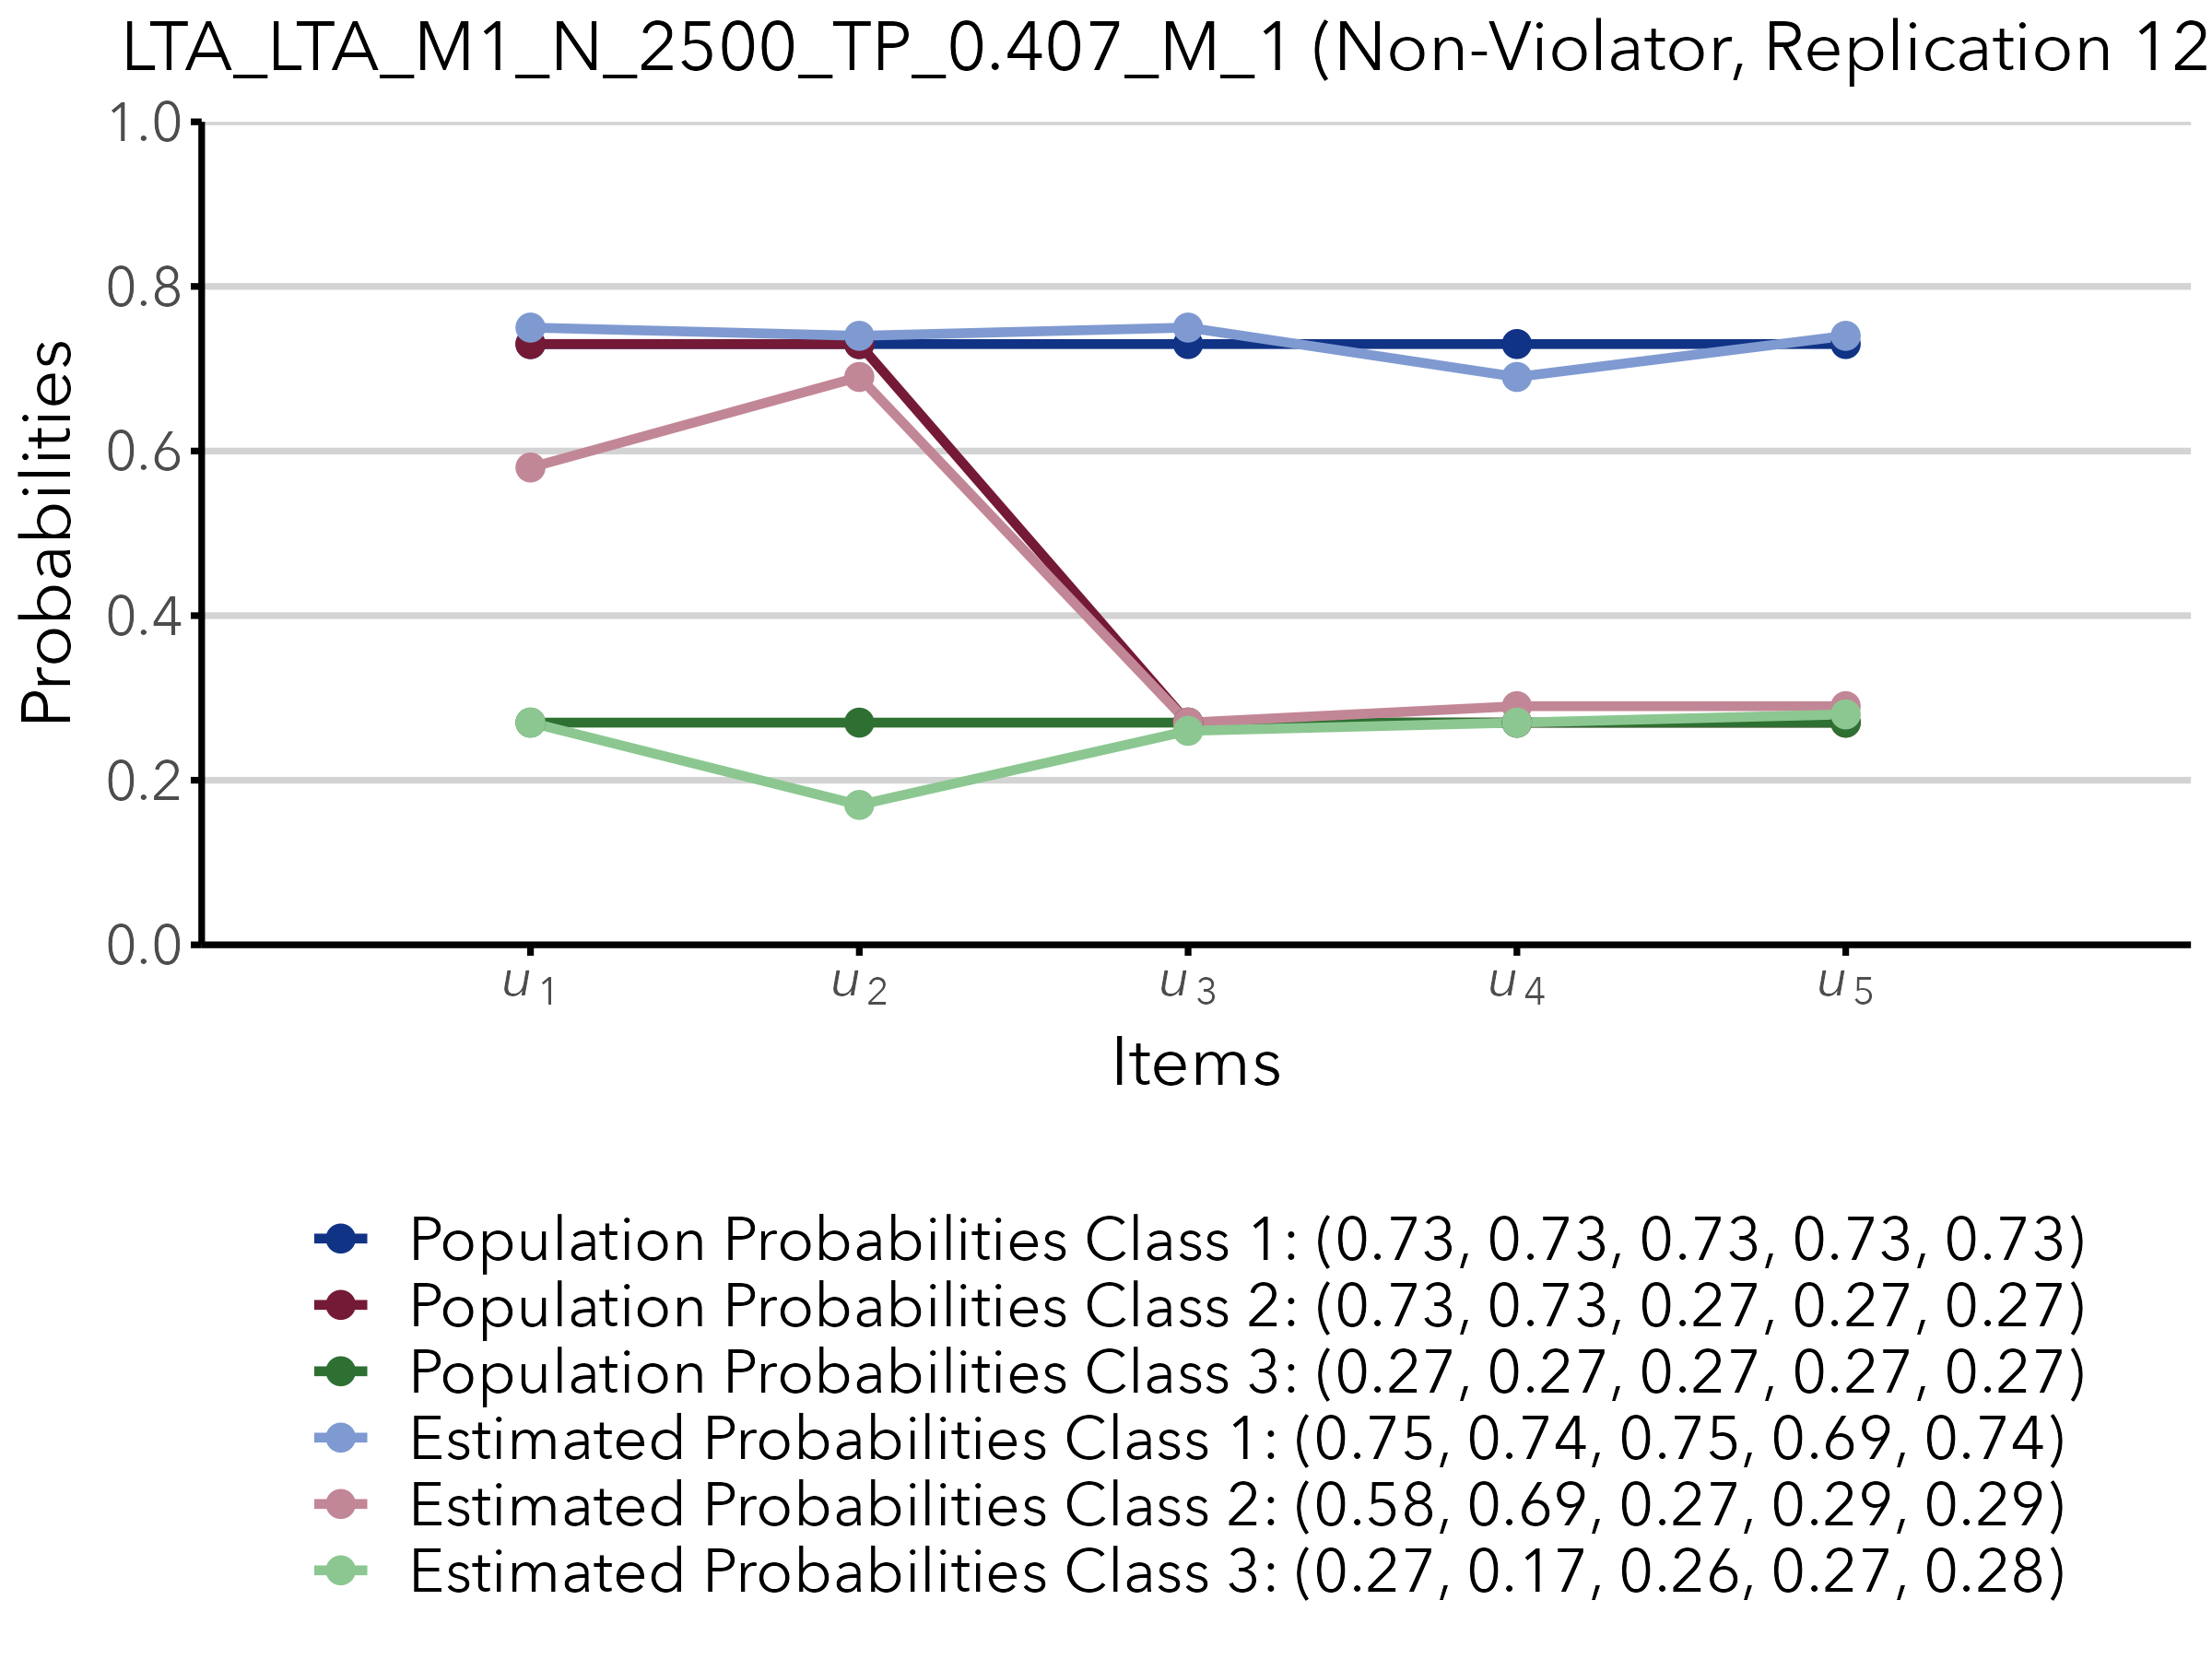 LTA_LTA_M1_N_2500_TP_0.407_M_1 (Non-Violator, Replication 12
1.0
0.8
0.6
0.4
0.2
0.0
Probabilities
u1 u2 u3 u4 u5
Items
Population Probabilities Class 1: (0.73, 0.73, 0.73, 0.73, 0.73)
Population Probabilities Class 2: (0.73, 0.73, 0.27, 0.27, 0.27)
Population Probabilities Class 3: (0.27, 0.27, 0.27, 0.27, 0.27)
Estimated Probabilities Class 1: (0.75, 0.74, 0.75, 0.69, 0.74)
Estimated Probabilities Class 2: (0.58, 0.69, 0.27, 0.29, 0.29)
Estimated Probabilities Class 3: (0.27, 0.17, 0.26, 0.27, 0.28)